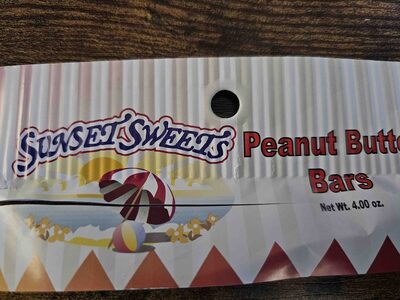 SUNSET SWEETS
Peanut Butte
Bars
Net Wt. 4.00 oz.